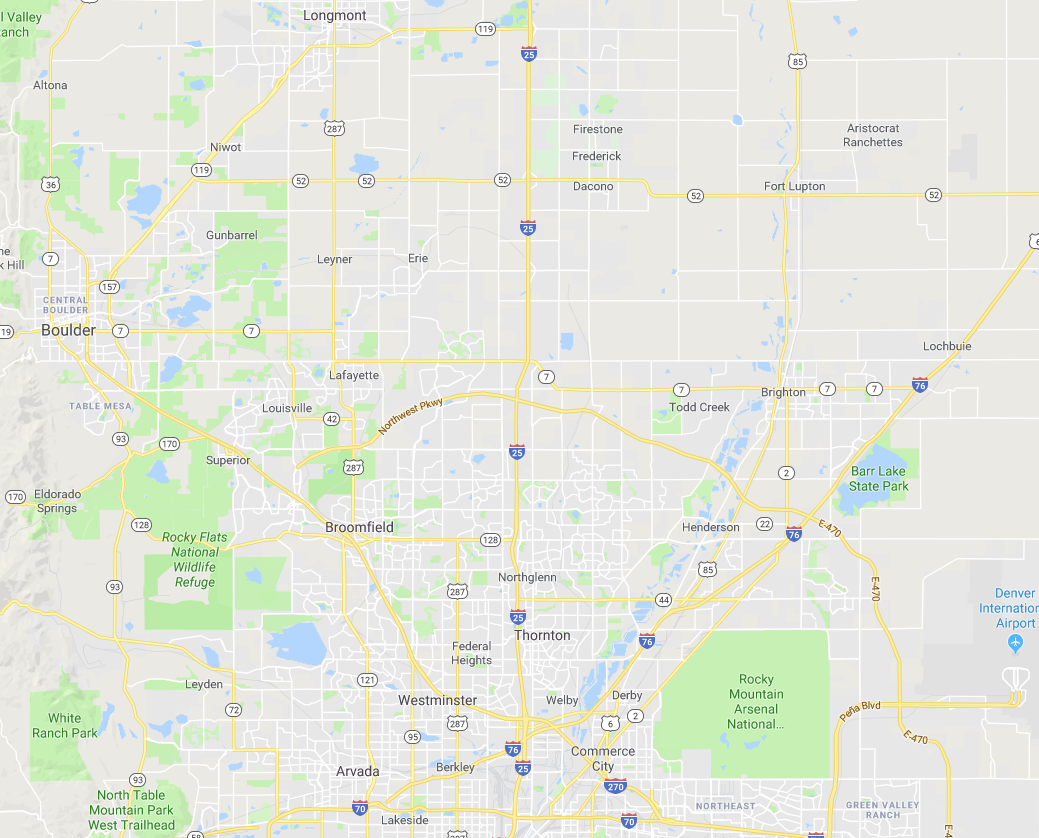 Longmont
l Valley
anch
119
25
85
Altona
Firestone
Aristocrat
Ranchettes
287
Niwot
Frederick
119
36
52
52
52
Dacono
52
Fort Lupton
52
25
Gunbarrel
6
7
Leyner
Erie
ne
k Hill
157
CENTRAL
BOULDER
19
Boulder
7
7
Lochbuie
Lafayette
7
7
Brighton
7
7
76
TABLE MESA
Louisville
Northwest Pkwy
Todd Creek
42
93
170
25
Superior
287
2
Barr Lake
State Park
170
Eldorado
Springs
128
Broomfield
Henderson
22
E-470
76
Rocky Flats
National
Wildlife
Refuge
128
85
Northglenn
93
287
E-470
44
Denver
Internation
Airport
25
Thornton
76
Federal
Heights
121
Leyden
Rocky
Mountain
Arsenal
National...
Westminster
Welby
Derby
72
287
6
2
Peña Blvd
White
Ranch Park
95
76
Commerce
City
E-470
25
Berkley
Arvada
93
270
North Table
Mountain Park
West Trailhead
70
NORTHEAST
GREEN VALLEY
RANCH
Lakeside
70
58
287
E-4